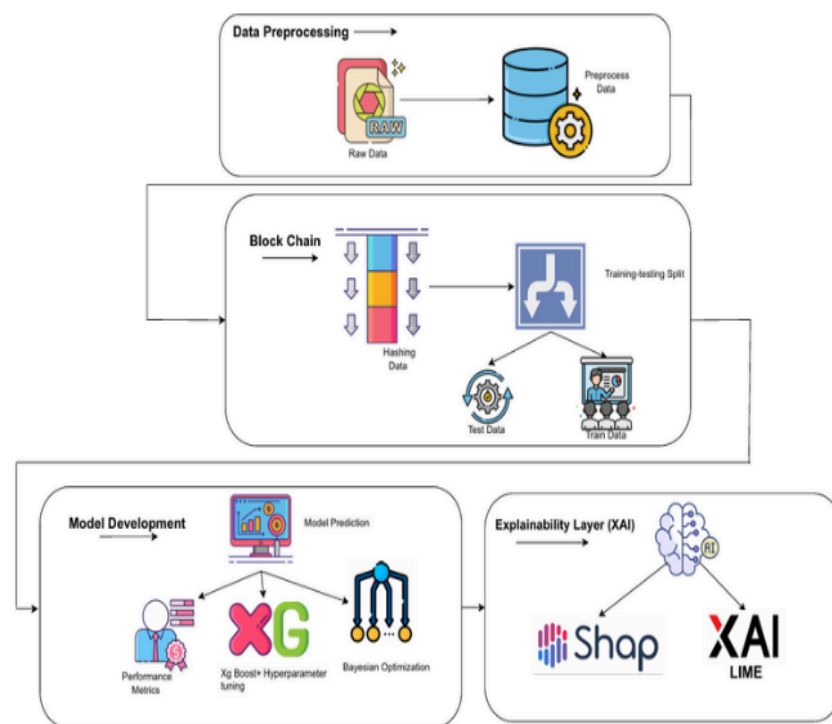 Data Preprocessing
RAW
Raw Data
Preprocess
Data
Block Chain
Hashing
Data
Training-testing Split
Test Data
Train Data
Model Development
Model Prediction
Performance
Metrics
XG
Xg Boost+ Hyperparameter
tuning
Bayesian Optimization
Explainability Layer (XAI)
AI
Shap
XAI
LIME